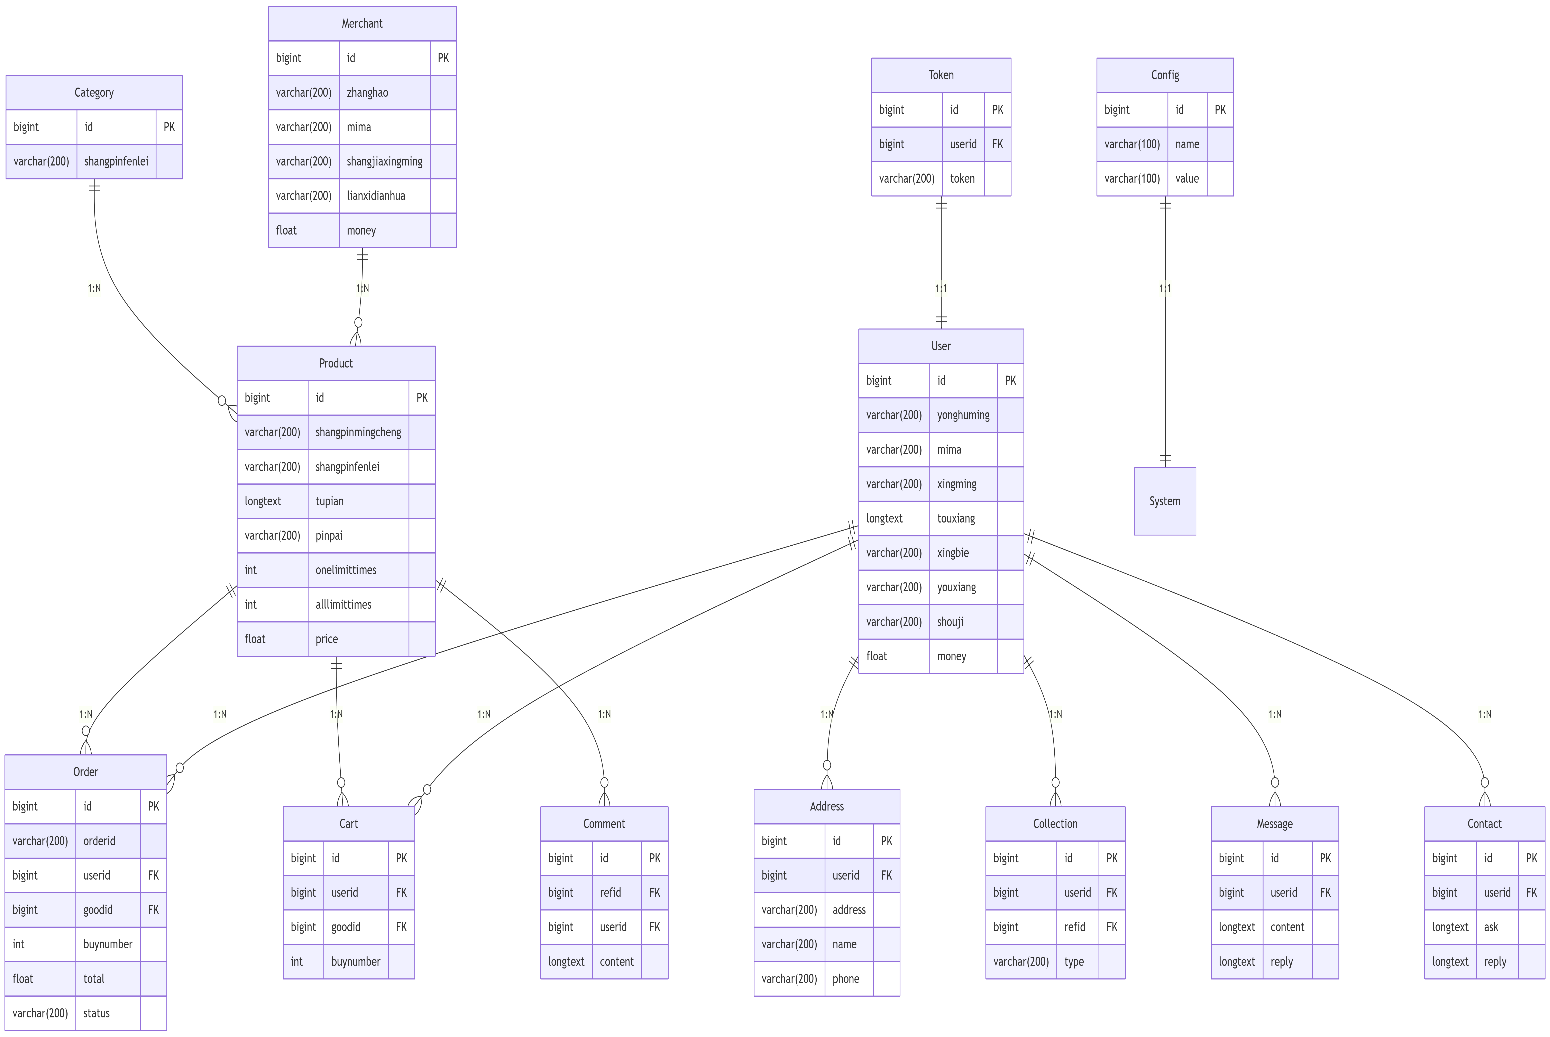 Merchant
bigint id PK
varchar(200) zhanghao
varchar(200) mima
varchar(200) shangjiaxingming
varchar(200) lianxidianhua
float money
Category
bigint id PK
varchar(200) shangpinfenlei
Token
bigint id PK
bigint userid FK
varchar(200) token
Config
bigint id PK
varchar(100) name
varchar(100) value
1:N
1:N
1:1
1:1
Product
bigint id PK
varchar(200) shangpinmingcheng
varchar(200) shangpinfenlei
longtext tupian
varchar(200) pinpai
int onelimittimes
int alllimittimes
float price
User
bigint id PK
varchar(200) yonghuming
varchar(200) mima
varchar(200) xingming
longtext touxiang
varchar(200) xingbie
varchar(200) youxiang
varchar(200) shouji
float money
System
1:N
1:N
1:N
1:N
1:N
1:N
1:N
1:N
1:N
Order
bigint id PK
varchar(200) orderid
bigint userid FK
bigint goodid FK
int buynumber
float total
varchar(200) status
Cart
bigint id PK
bigint userid FK
bigint goodid FK
int buynumber
Comment
bigint id PK
bigint refid FK
bigint userid FK
longtext content
Address
bigint id PK
bigint userid FK
varchar(200) address
varchar(200) name
varchar(200) phone
Collection
bigint id PK
bigint userid FK
bigint refid FK
varchar(200) type
Message
bigint id PK
bigint userid FK
longtext content
longtext reply
Contact
bigint id PK
bigint userid FK
longtext ask
longtext reply